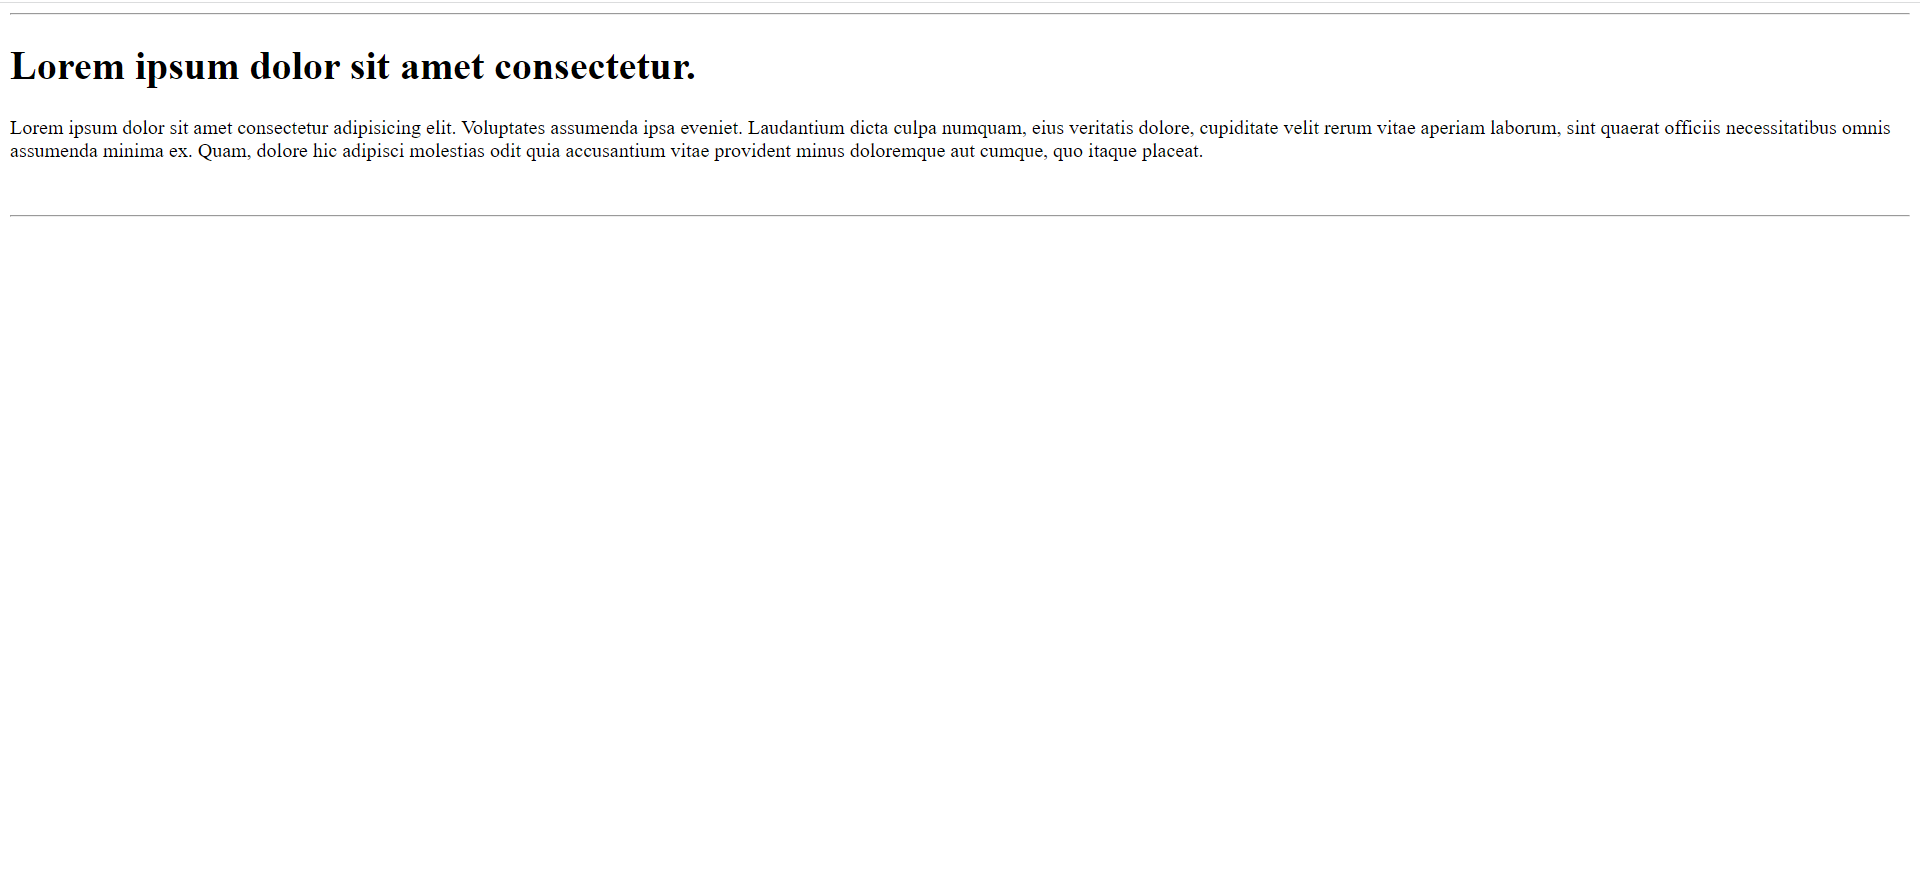 Lorem ipsum dolor sit amet consectetur.
Lorem ipsum dolor sit amet consectetur adipisicing elit. Voluptates assumenda ipsa eveniet. Laudantium dicta culpa numquam, eius veritatis dolore, cupiditate velit rerum vitae aperiam laborum, sint quaerat officiis necessitatibus omnis
assumenda minima ex. Quam, dolore hic adipisci molestias odit quia accusantium vitae provident minus doloremque aut cumque, quo itaque placeat.